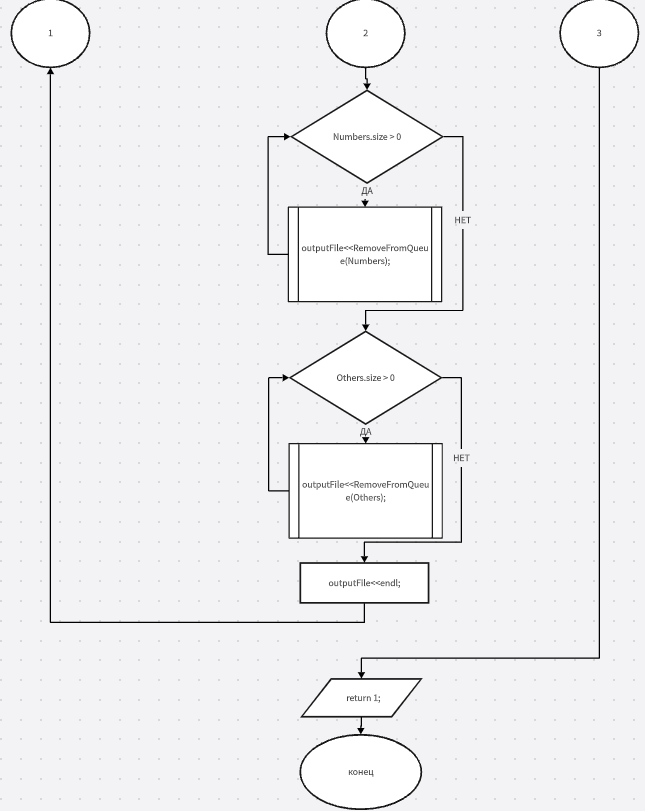 1
2
3
Numbers.size > 0
ДА
НЕТ
outputFile<<RemoveFromQueu
e(Numbers);
Others.size > 0
ДА
НЕТ
outputFile<<RemoveFromQueu
e(Others);
outputFile<<endl;
return 1;
конец